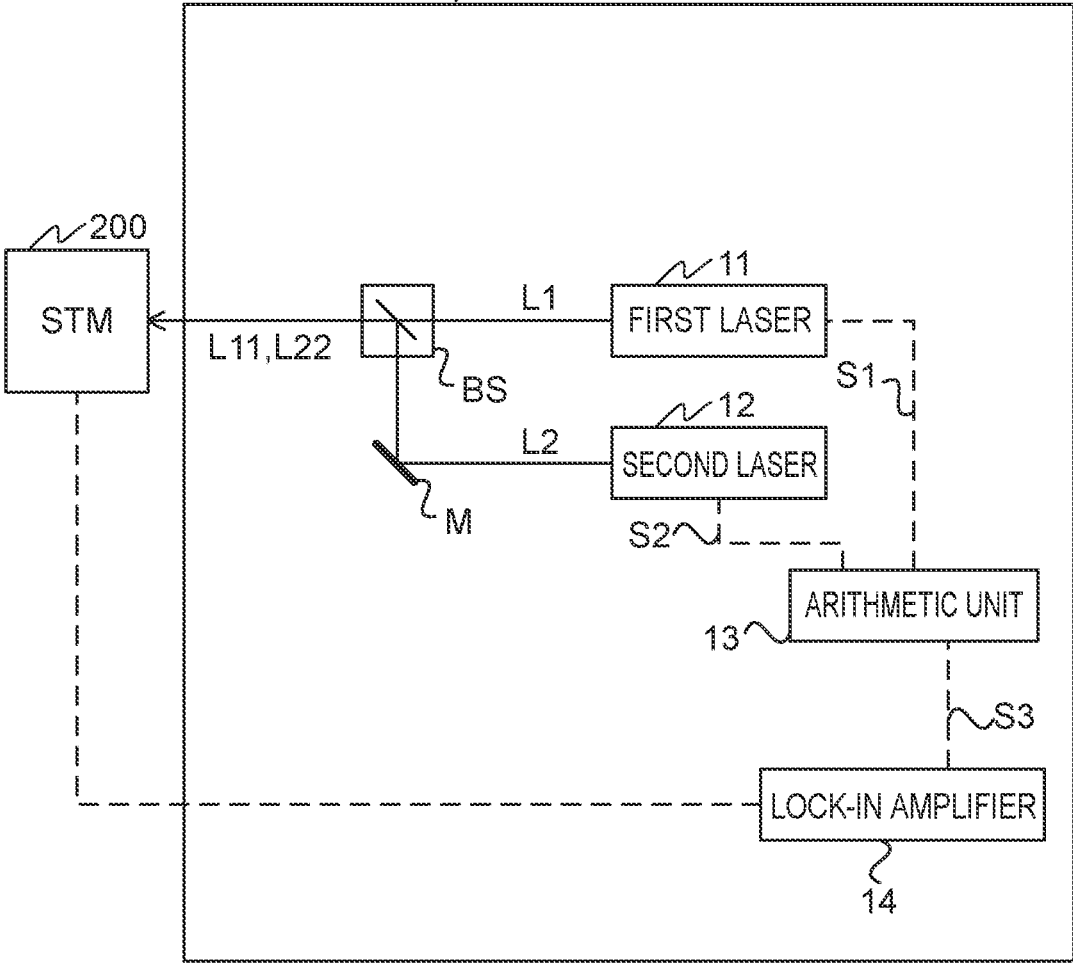 200
STM
11
L1
FIRST LASER
L11,L22
BS
S1
12
L2
SECOND LASER
M
S2
ARITHMETIC UNIT
13
S3
LOCK-IN AMPLIFIER
14